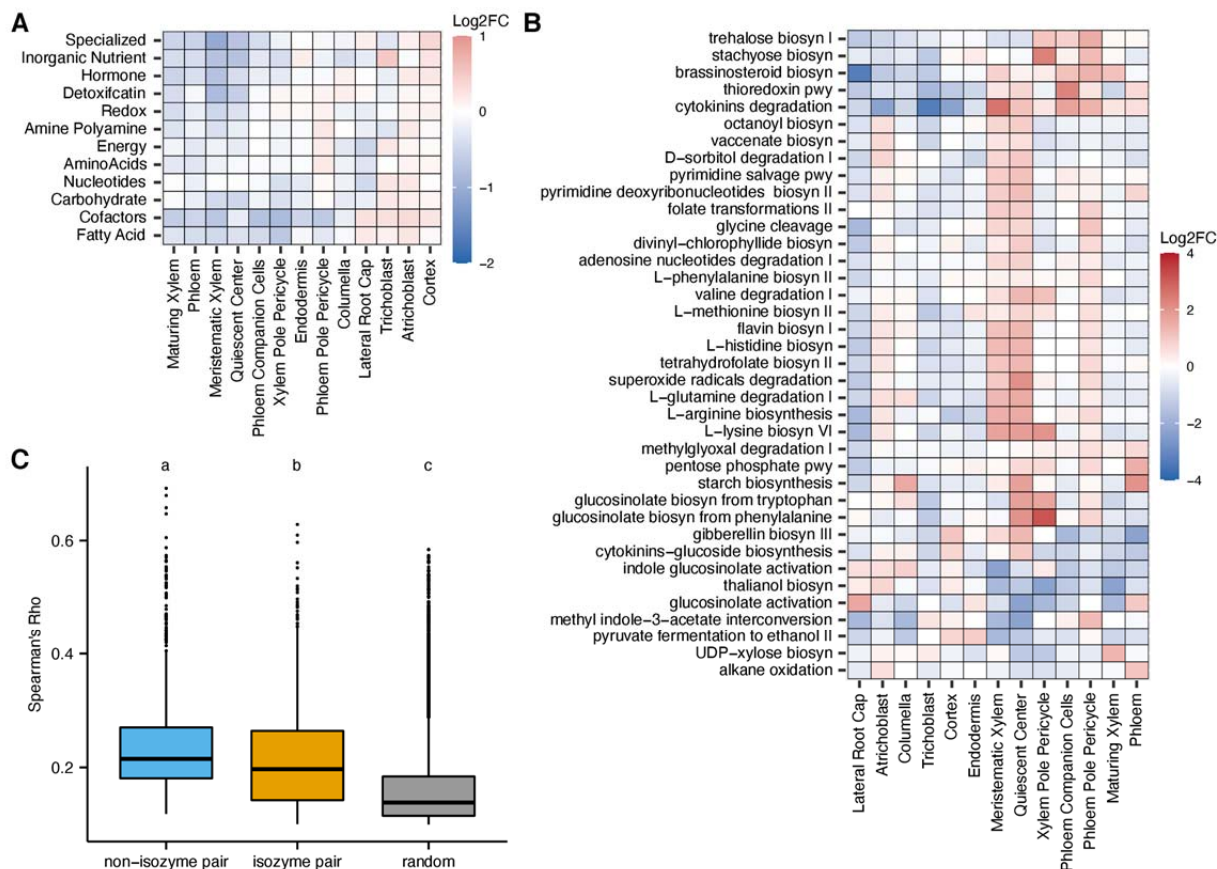 A
Log2FC
1
0
−1
−2
Specialized
Inorganic Nutrient
Hormone
Detoxifcatin
Redox
Amine Polyamine
Energy
AminoAcids
Nucleotides
Carbohydrate
Cofactors
Fatty Acid
Maturing Xylem
Phloem
Meristematic Xylem
Quiescent Center
Phloem Companion Cells
Xylem Pole Pericycle
Endodermis
Phloem Pole Pericycle
Columella
Lateral Root Cap
Trichoblast
Atrichoblast
Cortex
B
trehalose biosyn I
stachyose biosyn
brassinosteroid biosyn
thioredoxin pwy
cytokinins degradation
octanoyl biosyn
vaccenate biosyn
D−sorbitol degradation I
pyrimidine salvage pwy
pyrimidine deoxyribonucleotides biosyn II
folate transformations II
glycine cleavage
divinyl−chlorophyllide biosyn
adenosine nucleotides degradation I
L−phenylalanine biosyn II
valine degradation I
L−methionine biosyn II
flavin biosyn I
L−histidine biosyn
tetrahydrofolate biosyn II
superoxide radicals degradation
L−glutamine degradation I
L−arginine biosynthesis
L−lysine biosyn VI
methylglyoxal degradation I
pentose phosphate pwy
starch biosynthesis
glucosinolate biosyn from tryptophan
glucosinolate biosyn from phenylalanine
gibberellin biosyn III
cytokinins−glucoside biosynthesis
indole glucosinolate activation
thalianol biosyn
glucosinolate activation
methyl indole−3−acetate interconversion
pyruvate fermentation to ethanol II
UDP−xylose biosyn
alkane oxidation
Lateral Root Cap
Atrichoblast
Columella
Trichoblast
Cortex
Endodermis
Meristematic Xylem
Quiescent Center
Xylem Pole Pericycle
Phloem Companion Cells
Phloem Pole Pericycle
Maturing Xylem
Phloem
Log2FC
4
2
0
−2
−4
C
a
b
c
Spearman's Rho
0.6
0.4
0.2
non−isozyme pair
isozyme pair
random